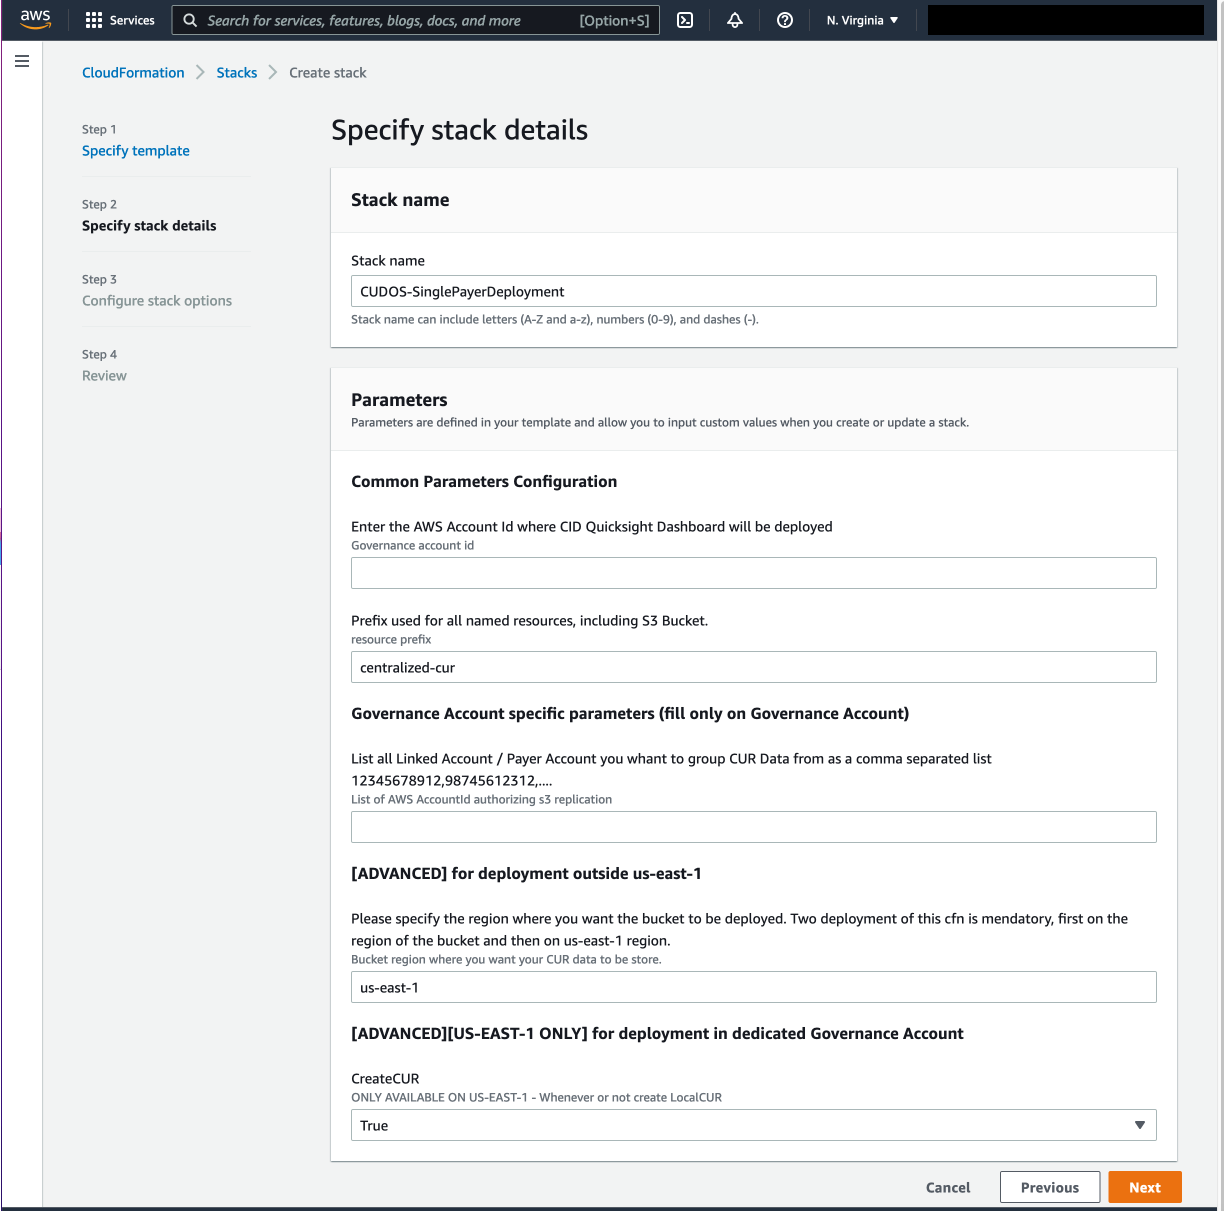 aws
Services
Search for services, features, blogs, docs, and more
[Option+S]
N. Virginia
CloudFormation
Stacks
Create stack
Step 1
Specify template
Step 2
Specify stack details
Step 3
Configure stack options
Step 4
Review
Specify stack details
Stack name
Stack name
CUDOS-SinglePayerDeployment
Stack name can include letters (A-Z and a-z), numbers (0-9), and dashes (-).
Parameters
Parameters are defined in your template and allow you to input custom values when you create or update a stack.
Common Parameters Configuration
Enter the AWS Account Id where CID Quicksight Dashboard will be deployed
Governance account id
Prefix used for all named resources, including S3 Bucket.
resource prefix
centralized-cur
Governance Account specific parameters (fill only on Governance Account)
List all Linked Account / Payer Account you whant to group CUR Data from as a comma separated list
12345678912,98745612312,....
List of AWS AccountId authorizing s3 replication
[ADVANCED] for deployment outside us-east-1
Please specify the region where you want the bucket to be deployed. Two deployment of this cfn is mendatory, first on the
region of the bucket and then on us-east-1 region.
Bucket region where you want your CUR data to be store.
us-east-1
[ADVANCED][US-EAST-1 ONLY] for deployment in dedicated Governance Account
CreateCUR
ONLY AVAILABLE ON US-EAST-1 - Whenever or not create LocalCUR
True
Cancel
Previous
Next